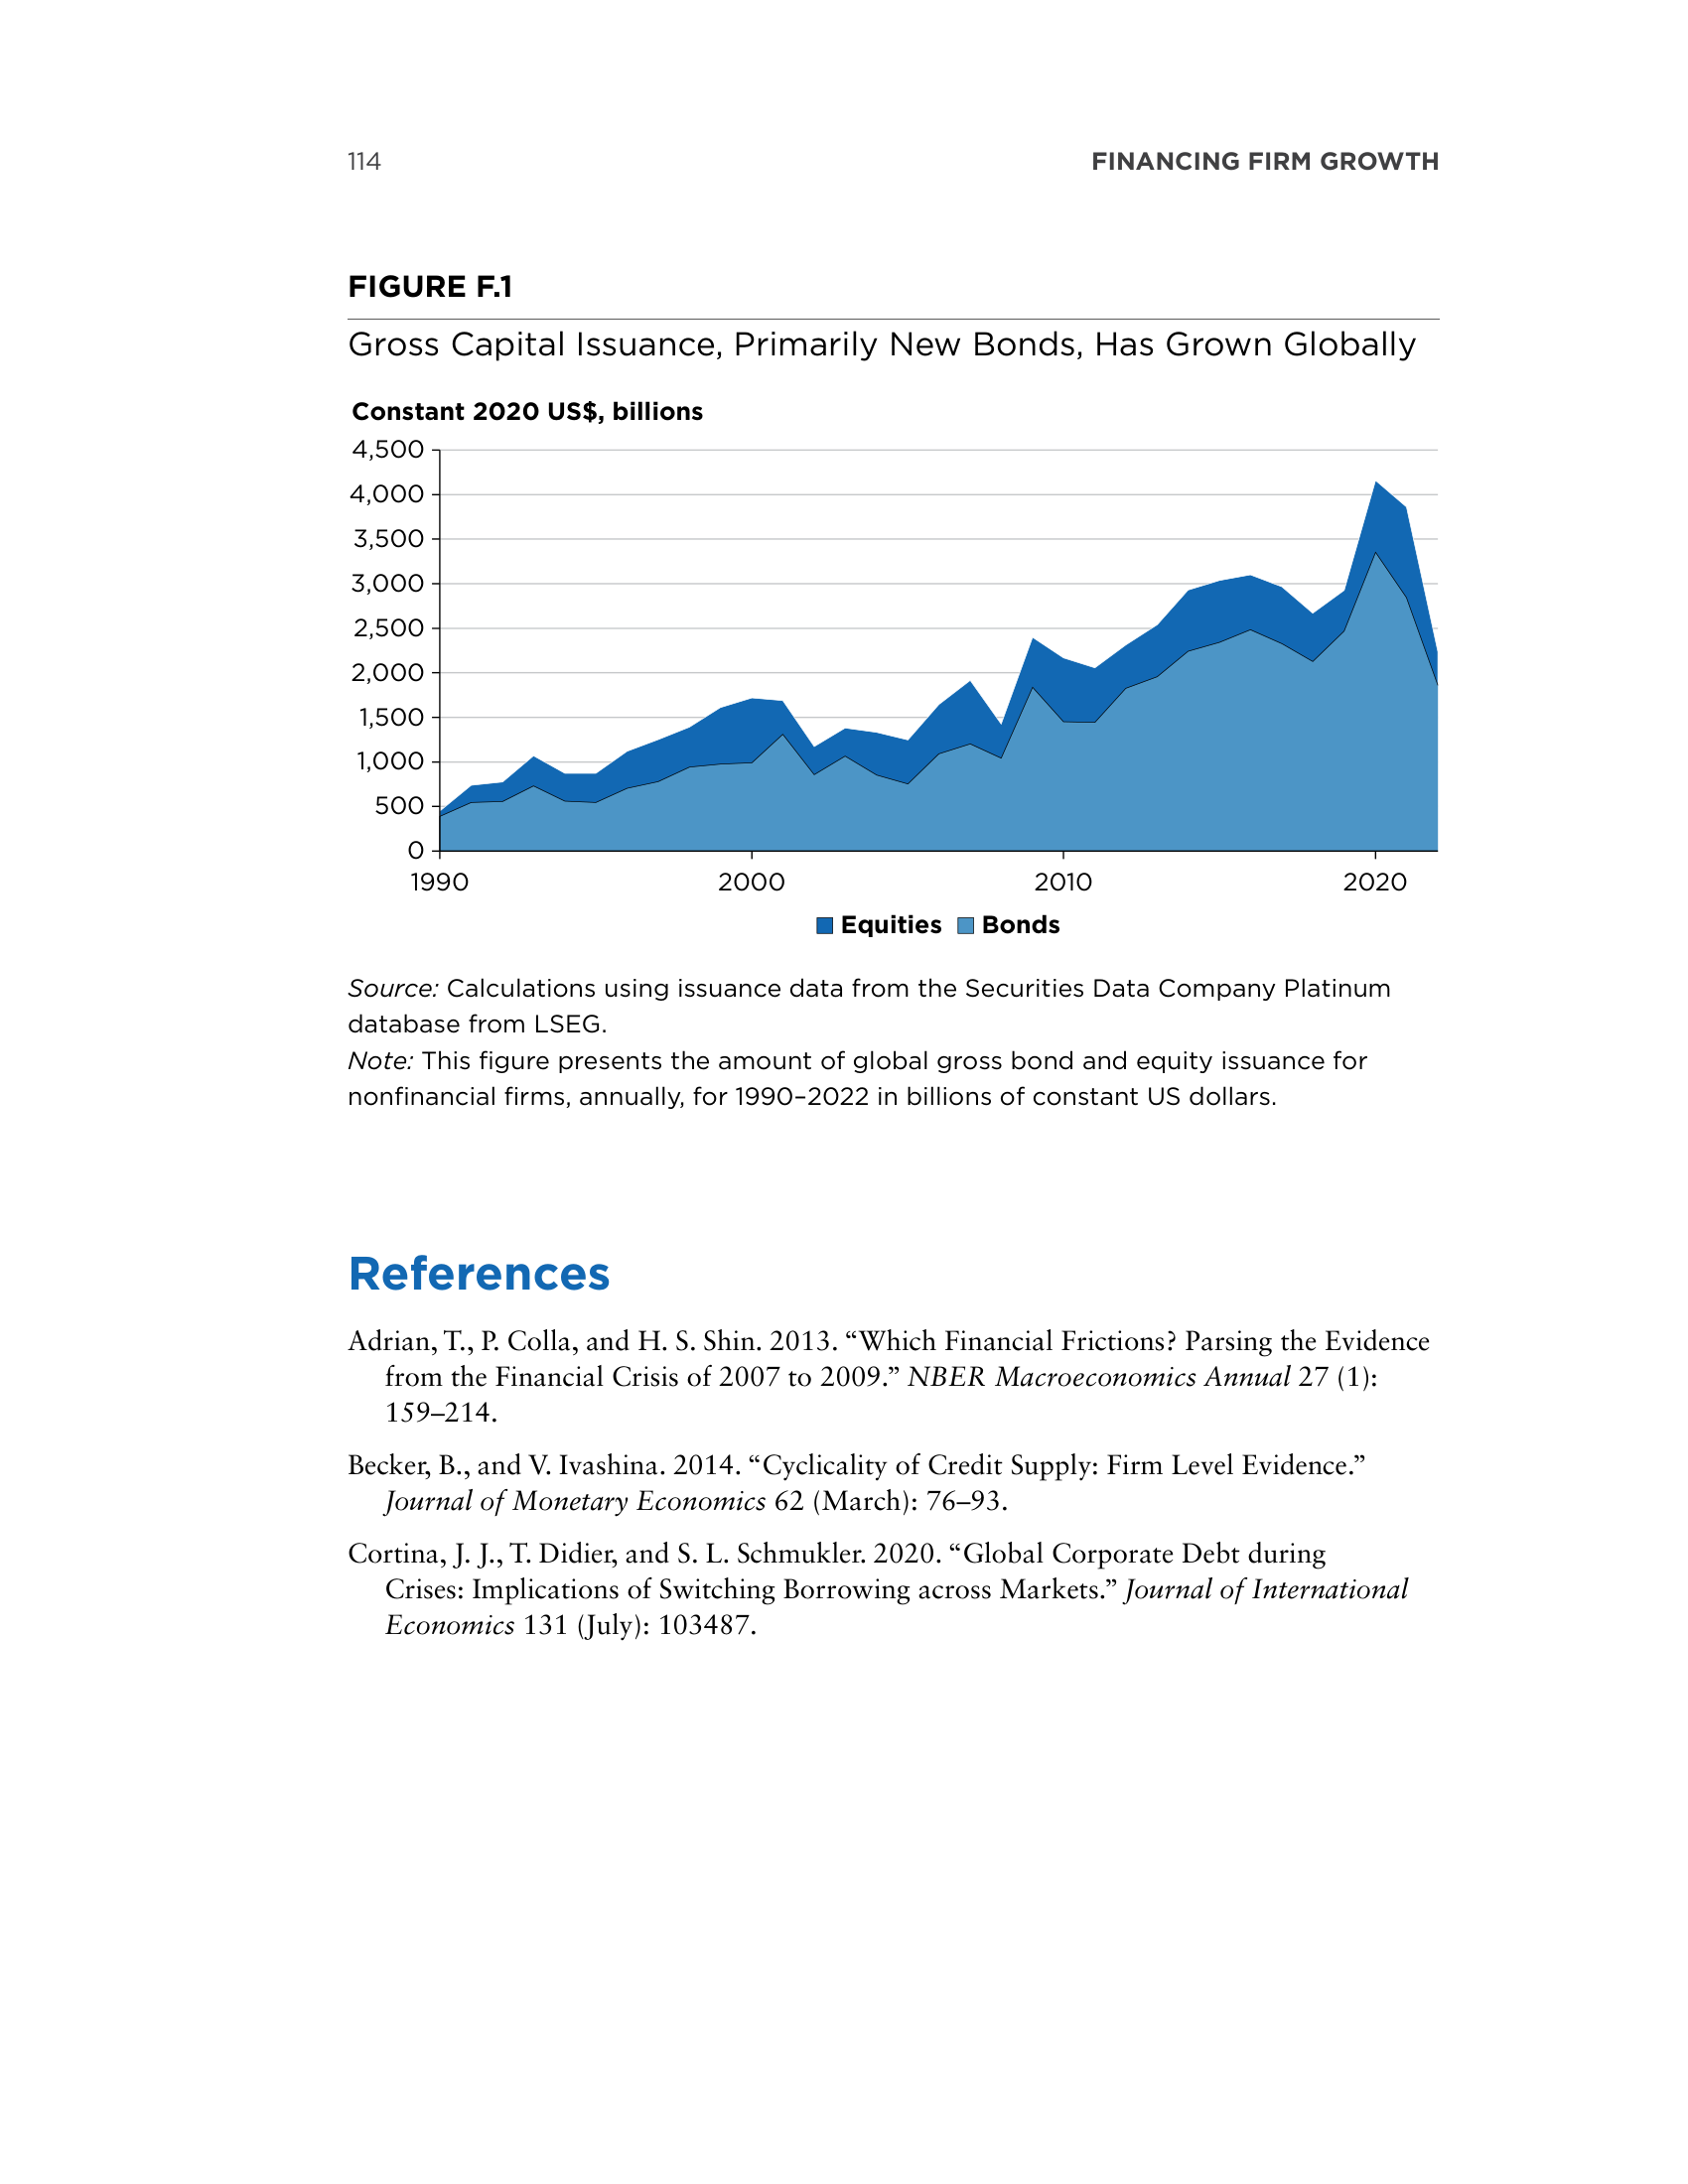 114 FINANCING FIRM GROWTH
FIGURE F.1
Gross Capital Issuance, Primarily New Bonds, Has Grown Globally
Constant 2020 US$, billions
4,500
4,000
3,500
3,000
2,500
2,000
1,500
1,000
500
0
1990 2000 2010 2020
Equities Bonds
Source: Calculations using issuance data from the Securities Data Company Platinum
database from LSEG.
Note: This figure presents the amount of global gross bond and equity issuance for
nonfinancial firms, annually, for 1990–2022 in billions of constant US dollars.
References
Adrian, T., P. Colla, and H. S. Shin. 2013. “Which Financial Frictions? Parsing the Evidence
from the Financial Crisis of 2007 to 2009.” NBER Macroeconomics Annual 27 (1):
159–214.
Becker, B., and V. Ivashina. 2014. “Cyclicality of Credit Supply: Firm Level Evidence.”
Journal of Monetary Economics 62 (March): 76–93.
Cortina, J. J., T. Didier, and S. L. Schmukler. 2020. “Global Corporate Debt during
Crises: Implications of Switching Borrowing across Markets.” Journal of International
Economics 131 (July): 103487.